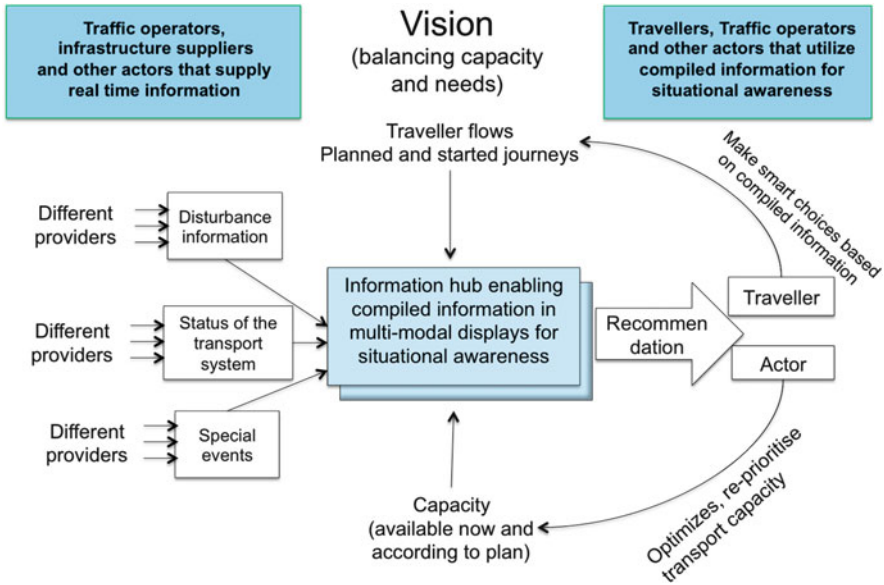 Traffic operators,
infrastructure suppliers
and other actors that supply
real time information
Vision
(balancing capacity
and needs)
Travellers, Traffic operators
and other actors that utilize
compiled information for
situational awareness
Traveller flows
Planned and started journeys
Make smart choices based
on compiled information
Different
providers
Disturbance
information
Different
providers
Status of the
transport
system
Different
providers
Special
events
Information hub enabling
compiled information in
multi-modal displays for
situational awareness
Recommen
dation
Traveller
Actor
Capacity
(available now and
according to plan)
Optimizes, re-prioritise
transport capacity